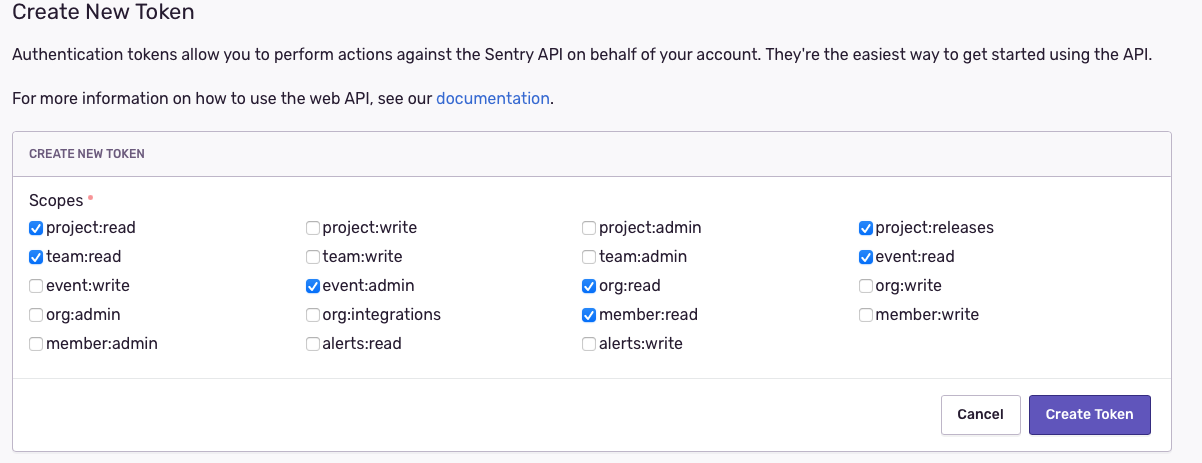 Create New Token
Authentication tokens allow you to perform actions against the Sentry API on behalf of your account. They're the easiest way to get started using the API.
For more information on how to use the web API, see our documentation.
CREATE NEW TOKEN
Scopes
project:read project:write project:admin project:releases
team:read team:write team:admin event:read
event:write event:admin org:read org:write
org:admin org:integrations member:read member:write
member:admin alerts:read alerts:write
Cancel Create Token